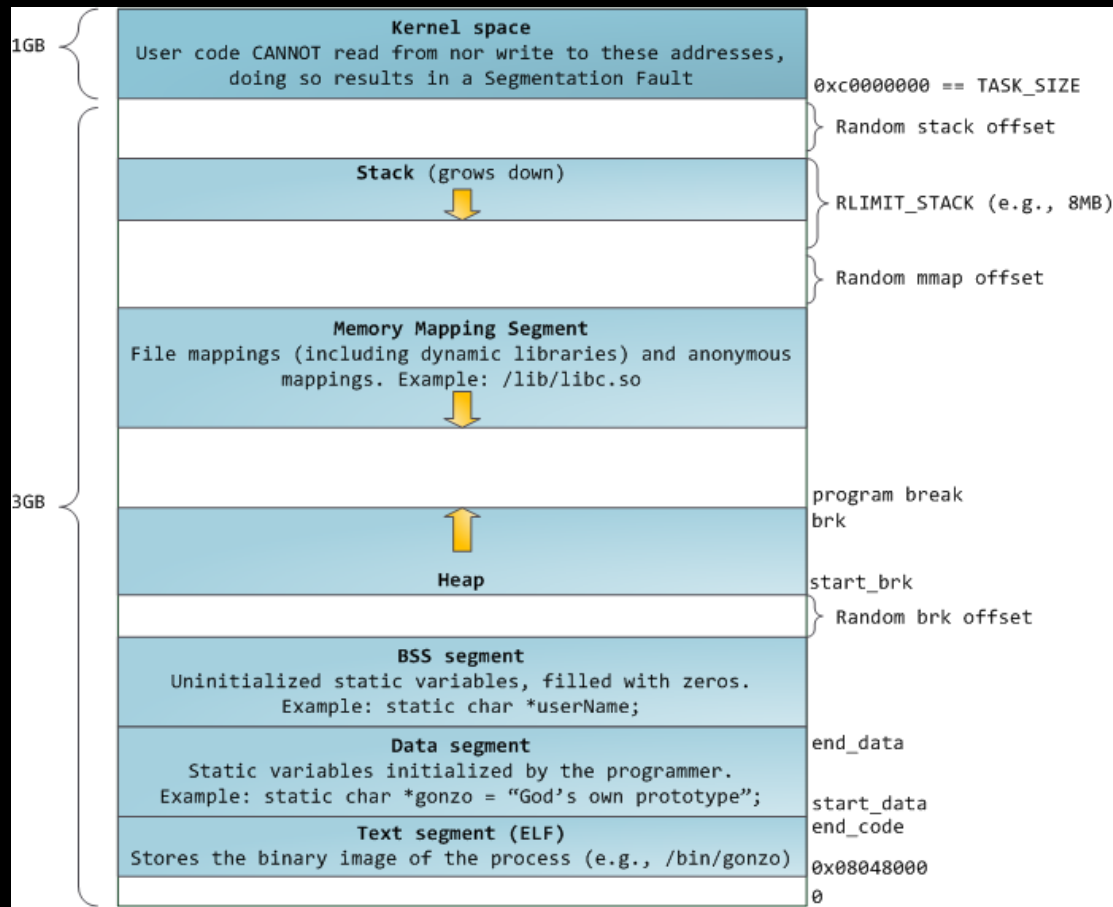 1GB
Kernel space
User code CANNOT read from nor write to these addresses,
doing so results in a Segmentation Fault
0xc0000000 == TASK_SIZE
Random stack offset
Stack (grows down)
RLIMIT_STACK (e.g., 8MB)
Random mmap offset
Memory Mapping Segment
File mappings (including dynamic libraries) and anonymous
mappings. Example: /lib/libc.so
3GB
program break
brk
Heap
start_brk
Random brk offset
BSS segment
Uninitialized static variables, filled with zeros.
Example: static char *userName;
Data segment
Static variables initialized by the programmer.
Example: static char *gonzo = “God’s own prototype”;
end_data
start_data
end_code
Text segment (ELF)
Stores the binary image of the process (e.g., /bin/gonzo)
0x08048000
0